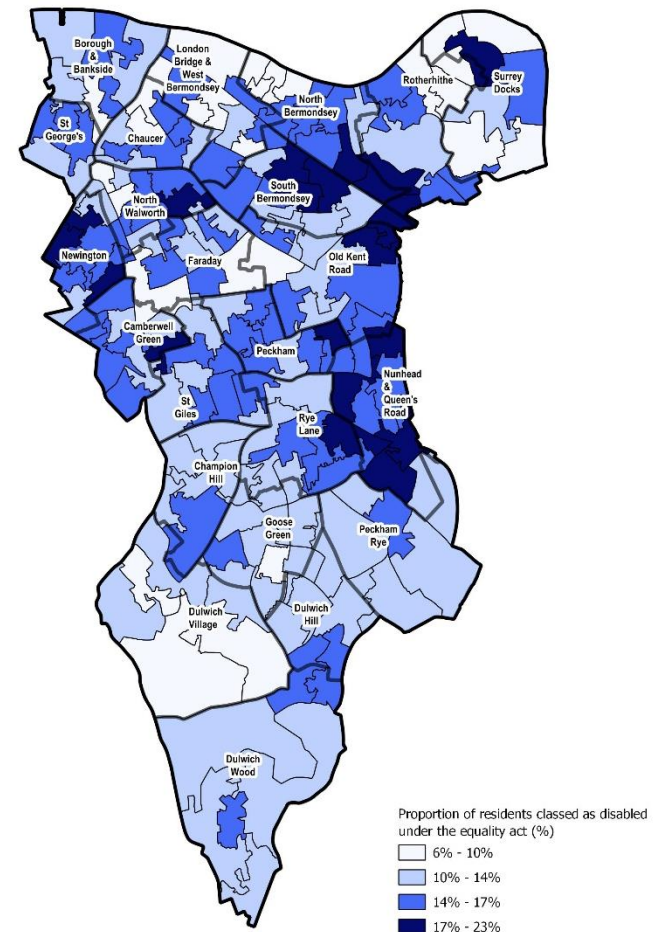 Borough
&
Bankside
London
Bridge &
West
Bermondsey
Rotherhithe
Surrey
Docks
North
Bermondsey
St
George's
Chaucer
South
Bermondsey
North
Walworth
Newington
Faraday
Old Kent
Road
Camberwell
Green
Peckham
Nunhead
&
Queen's
Road
St
Giles
Rye
Lane
Champion
Hill
Goose
Green
Peckham
Rye
Dulwich
Village
Dulwich
Hill
Dulwich
Wood
Proportion of residents classed as disabled
under the equality act (%)
6% - 10%
10% - 14%
14% - 17%
17% - 23%